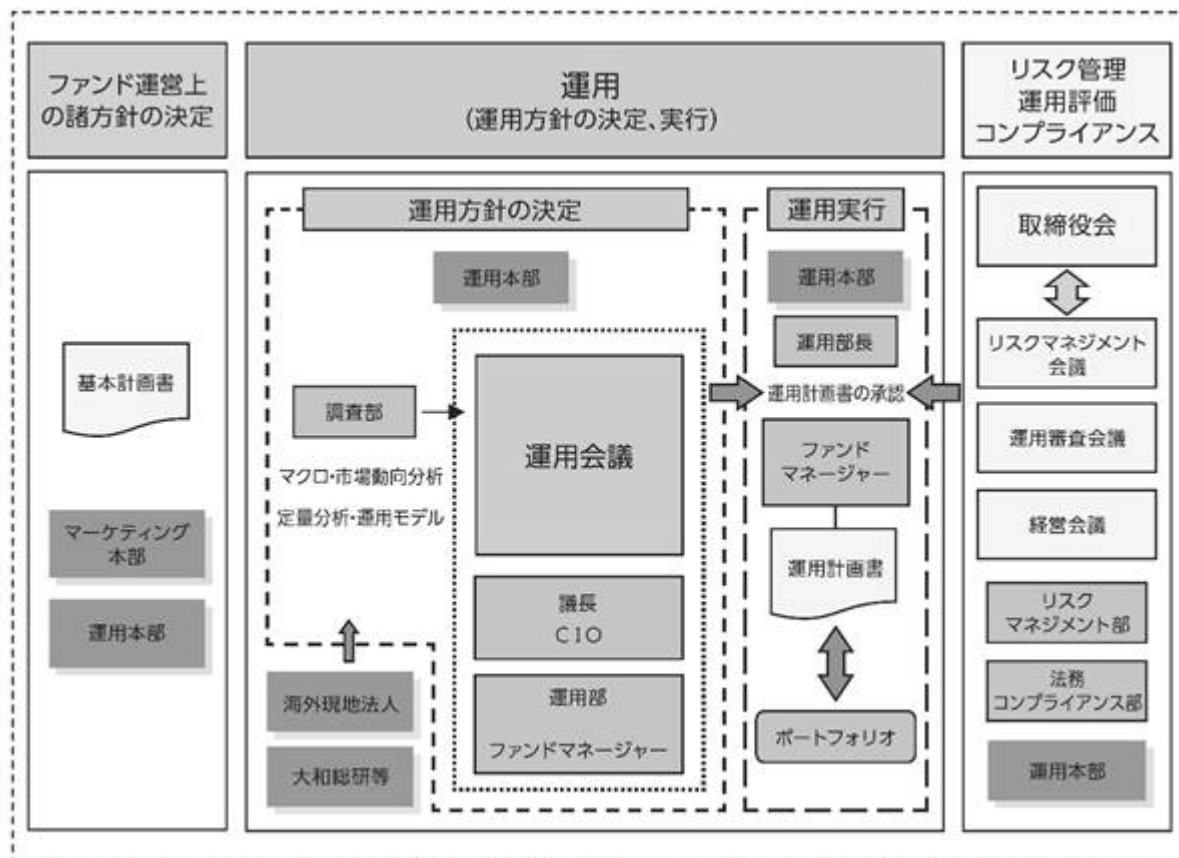 ファンド運営上
の諸方針の決定
運用
(運用方針の決定、実行)
リスク管理
運用評価
コンプライアンス
基本計画書
マーケティング
本部
運用本部
運用方針の決定
運用本部
調査部
マクロ・市場動向分析
定量分析・運用モデル
運用会議
議長
CIO
運用部
ファンドマネージャー
海外現地法人
大和総研等
運用実行
運用本部
運用部長
運用計画書の承認
ファンド
マネージャー
運用計画書
ポートフォリオ
取締役会
リスクマネジメント
会議
運用審査会議
経営会議
リスク
マネジメント部
法務
コンプライアンス部
運用本部